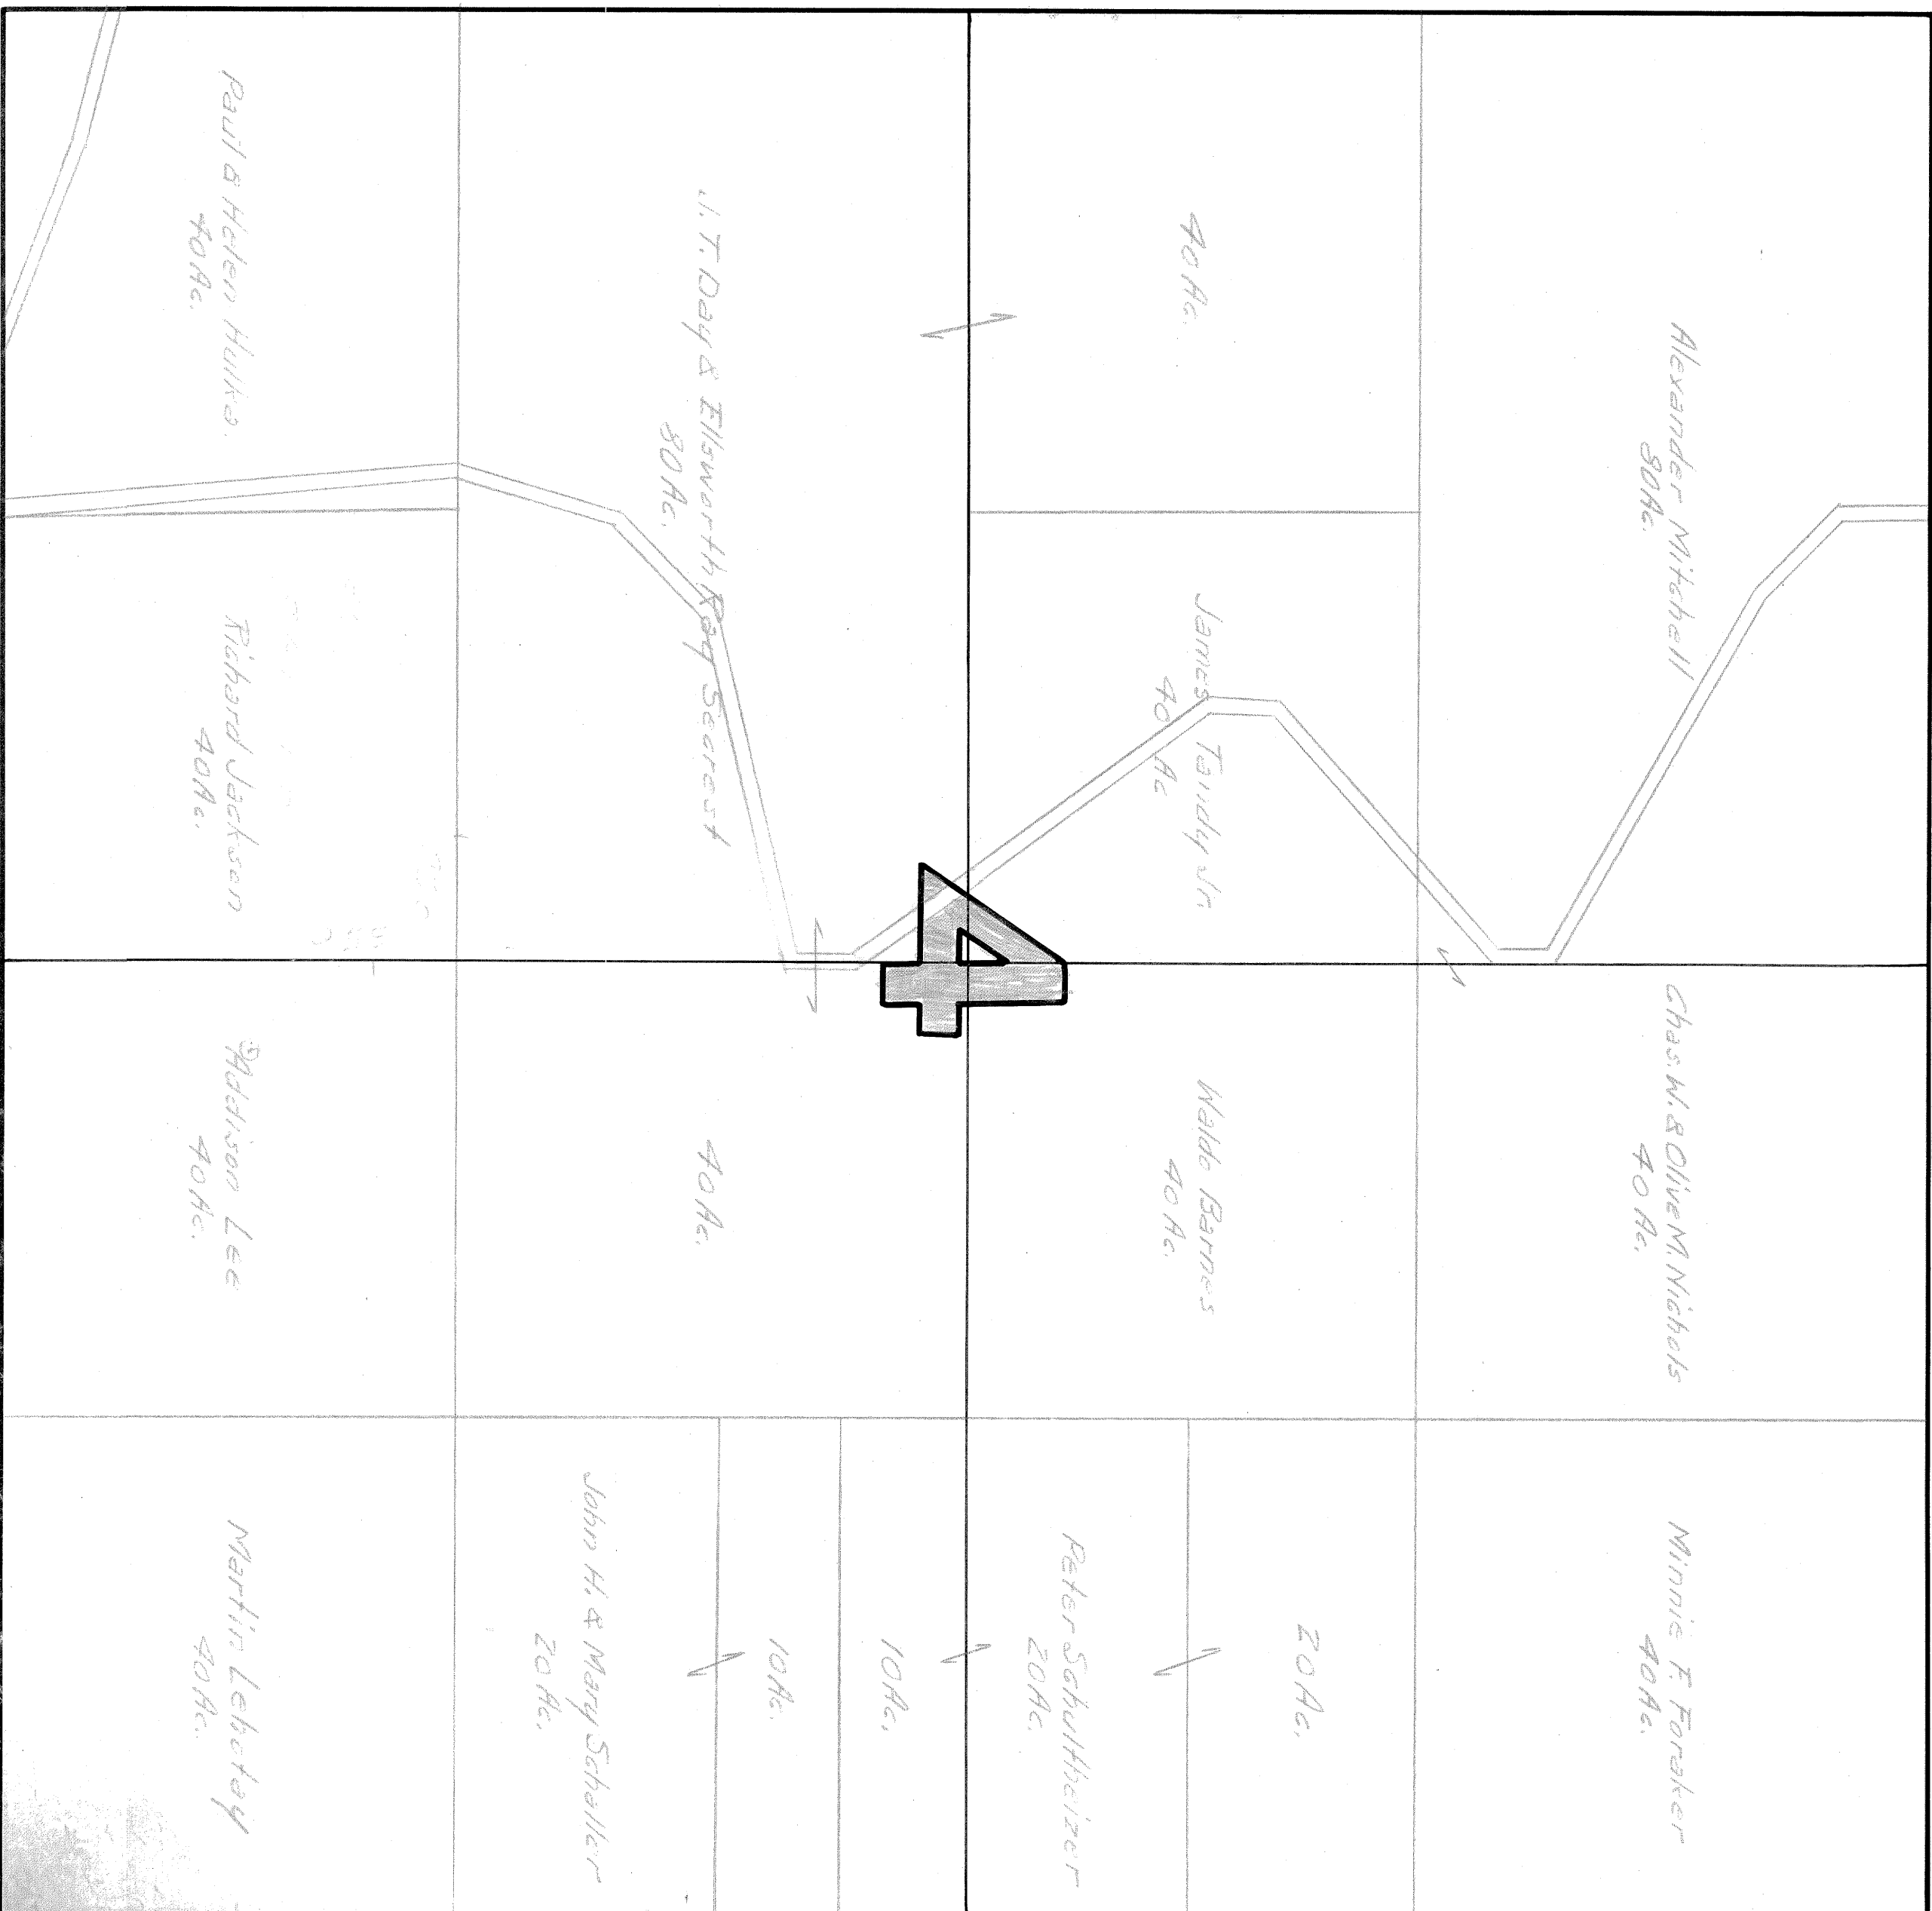 Alexander Mitchell
80 Ac.
Chas. W. & Olive M. Nichols
40 Ac.
Minnie F. Foraker
40 Ac.
40 Ac.
James Tandy Jr.
40 Ac
Waldo Barnes
40 Ac.
20 Ac.
Peter Schultheizer
20 Ac.
4
J. T. Day & Ellsworth Ray Secrest
80 Ac.
40 Ac.
10 Ac.
10 Ac.
John H. & Mary Schaller
20 Ac.
Paul & Helen Hulka.
40 Ac.
Richard Jackson
40 Ac.
Addison Lee
40 Ac.
Martin Lehotay
40 Ac.